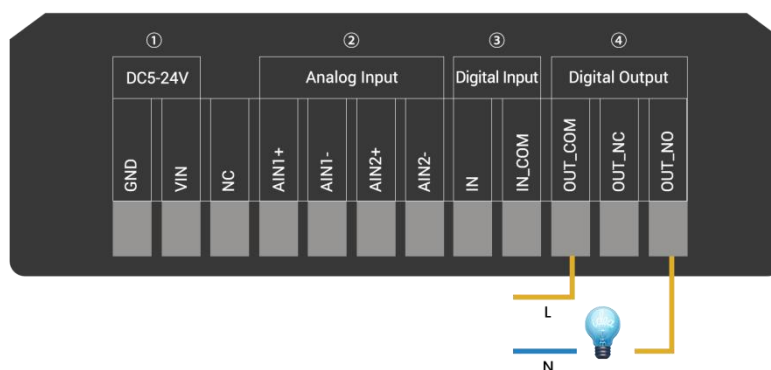 ① ② ③ ④
DC5-24V Analog Input Digital Input Digital Output
GND VIN NC AIN1+ AIN1- AIN2+ AIN2- IN IN_COM OUT_COM OUT_NC OUT_NO
L
N